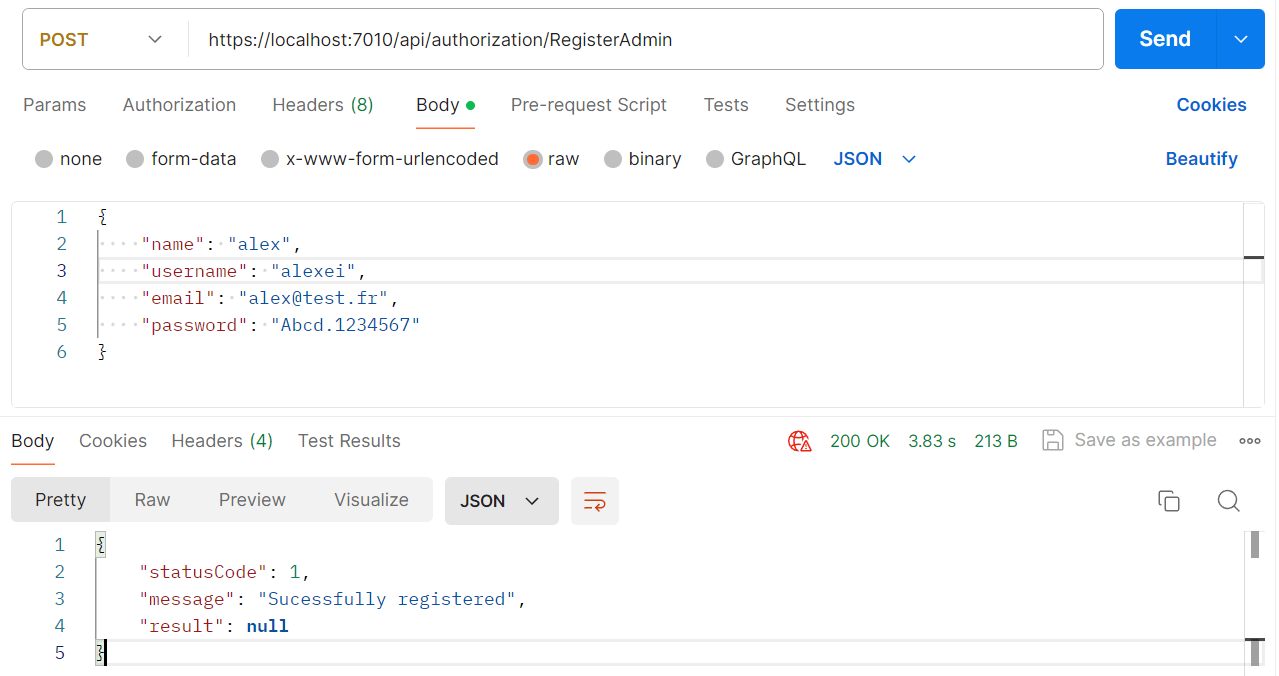 POST https://localhost:7010/api/authorization/RegisterAdmin Send
Params Authorization Headers (8) Body Pre-request Script Tests Settings Cookies
none form-data x-www-form-urlencoded raw binary GraphQL JSON Beautify
1 {
2 "name": "alex",
3 "username": "alexei",
4 "email": "alex@test.fr",
5 "password": "Abcd.1234567"
6 }
Body Cookies Headers (4) Test Results 200 OK 3.83 s 213 B Save as example
Pretty Raw Preview Visualize JSON
1 {
2 "statusCode": 1,
3 "message": "Sucessfully registered",
4 "result": null
5 }